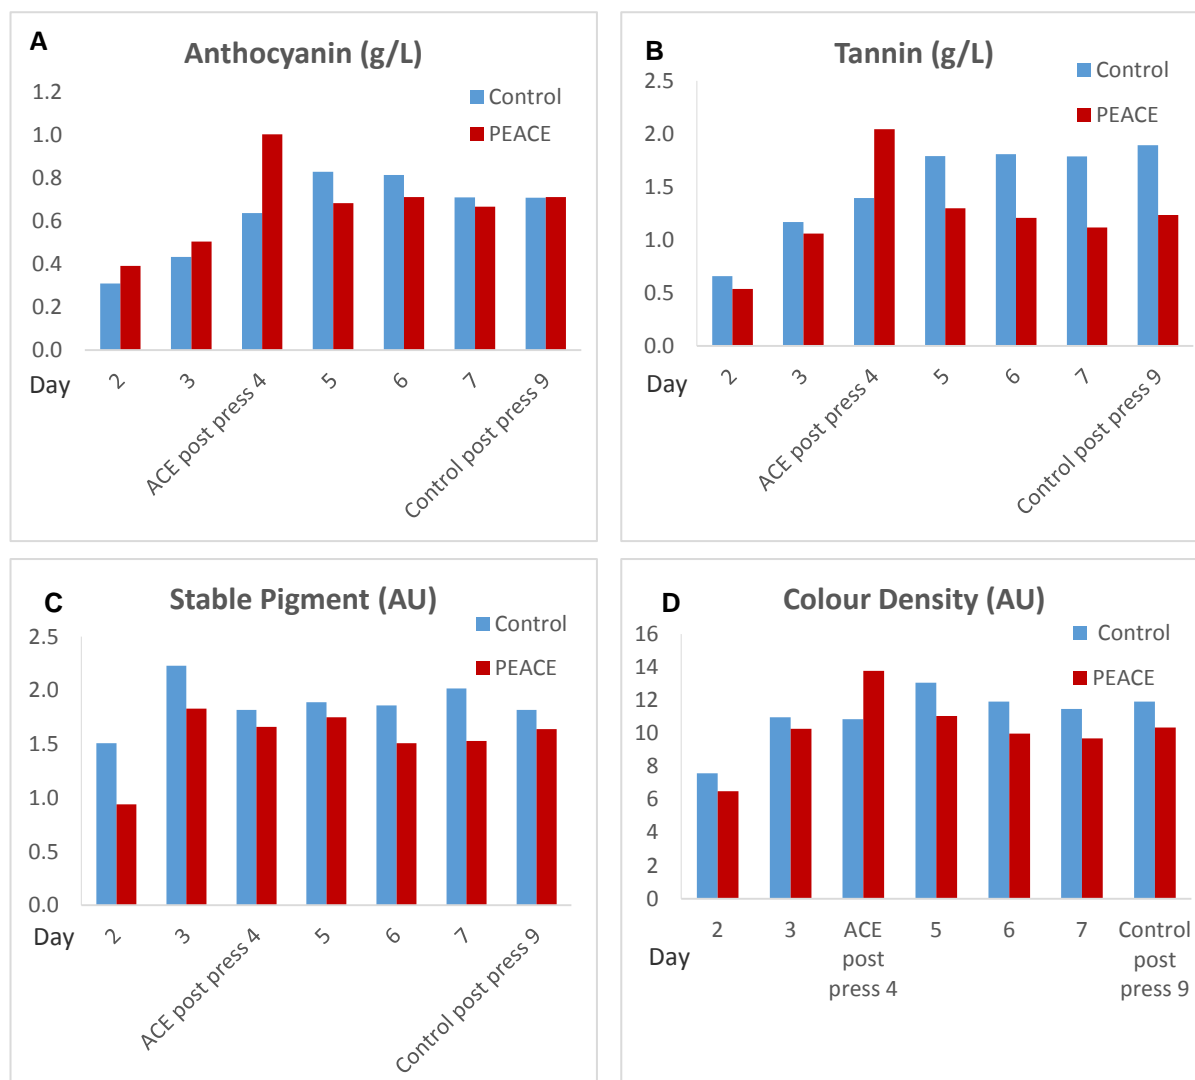 A
Anthocyanin (g/L)
Control
PEACE
1.2
1.0
0.8
0.6
0.4
0.2
0.0
Day
2
3
ACE post press 4
5
6
7
Control post press 9
B
Tannin (g/L)
Control
PEACE
2.5
2.0
1.5
1.0
0.5
0.0
Day
2
3
ACE post press 4
5
6
7
Control post press 9
C
Stable Pigment (AU)
Control
PEACE
2.5
2.0
1.5
1.0
0.5
0.0
Day
2
3
ACE post press 4
5
6
7
Control post press 9
D
Colour Density (AU)
Control
PEACE
16
14
12
10
8
6
4
2
0
Day
2
3
ACE
post
press 4
5
6
7
Control
post
press 9